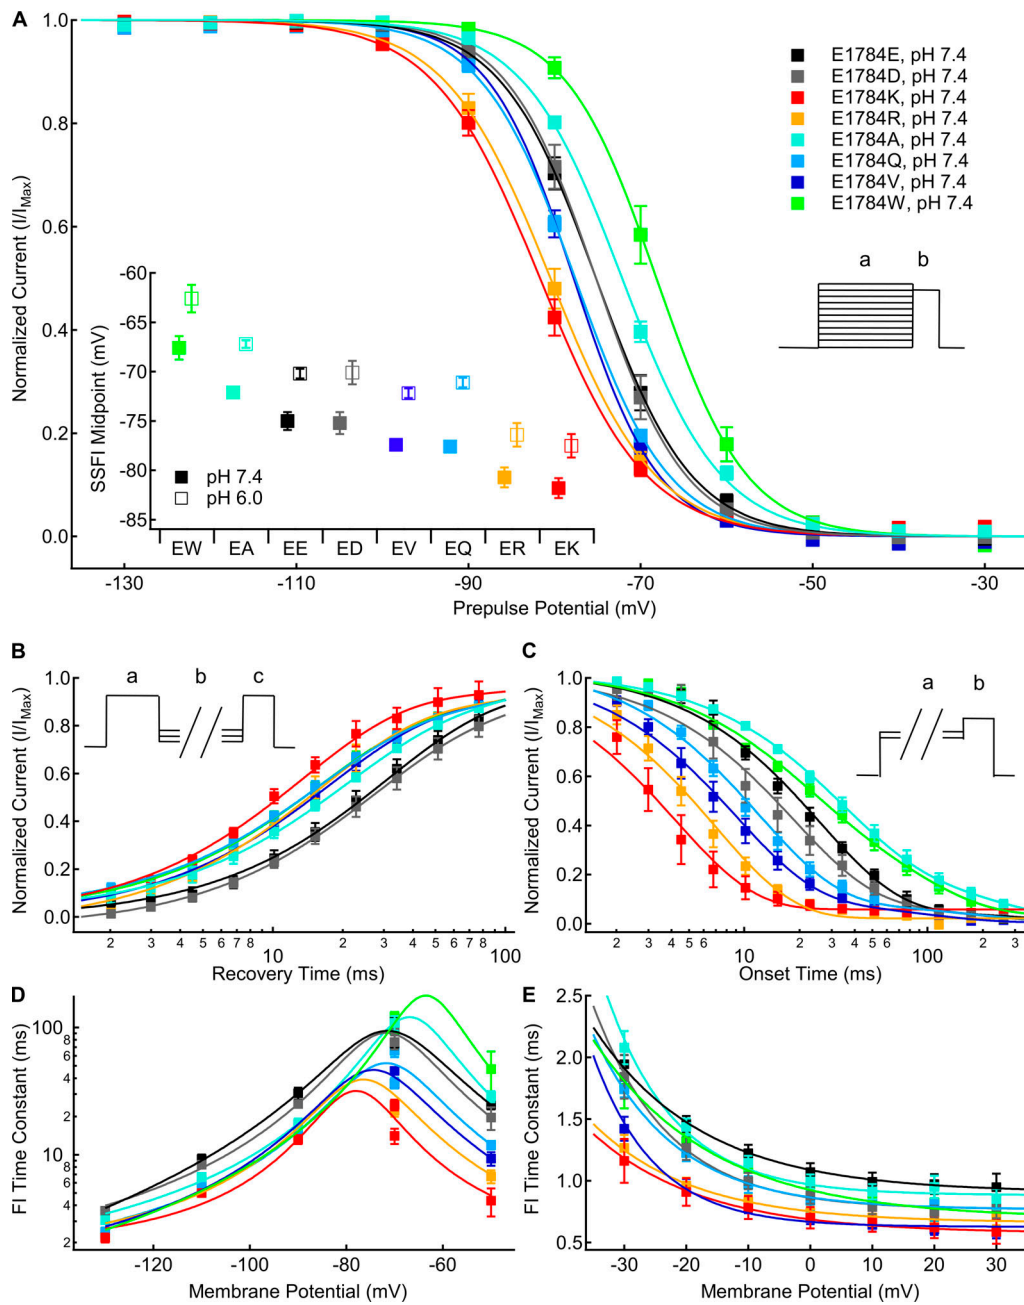 A
Normalized Current (I/I_Max)
1.0
0.8
0.6
0.4
0.2
0.0
E1784E, pH 7.4
E1784D, pH 7.4
E1784K, pH 7.4
E1784R, pH 7.4
E1784A, pH 7.4
E1784Q, pH 7.4
E1784V, pH 7.4
E1784W, pH 7.4
a b
SSFI Midpoint (mV)
-60
-65
-70
-75
-80
-85
pH 7.4
pH 6.0
EW EA EE ED EV EQ ER EK
-130 -110 -90 -70 -50 -30
Prepulse Potential (mV)
B
Normalized Current (I/I_Max)
1.0
0.8
0.6
0.4
0.2
0.0
a b c
2 3 4 5 6 7 8 10 2 3 4 5 6 7 8 100
Recovery Time (ms)
C
Normalized Current (I/I_Max)
1.0
0.8
0.6
0.4
0.2
0.0
a b
2 3 4 5 6 10 2 3 4 5 6 100 2 3
Onset Time (ms)
D
FI Time Constant (ms)
100
8
6
4
2
10
8
6
4
2
-120 -100 -80 -60
Membrane Potential (mV)
E
FI Time Constant (ms)
2.5
2.0
1.5
1.0
0.5
-30 -20 -10 0 10 20 30
Membrane Potential (mV)